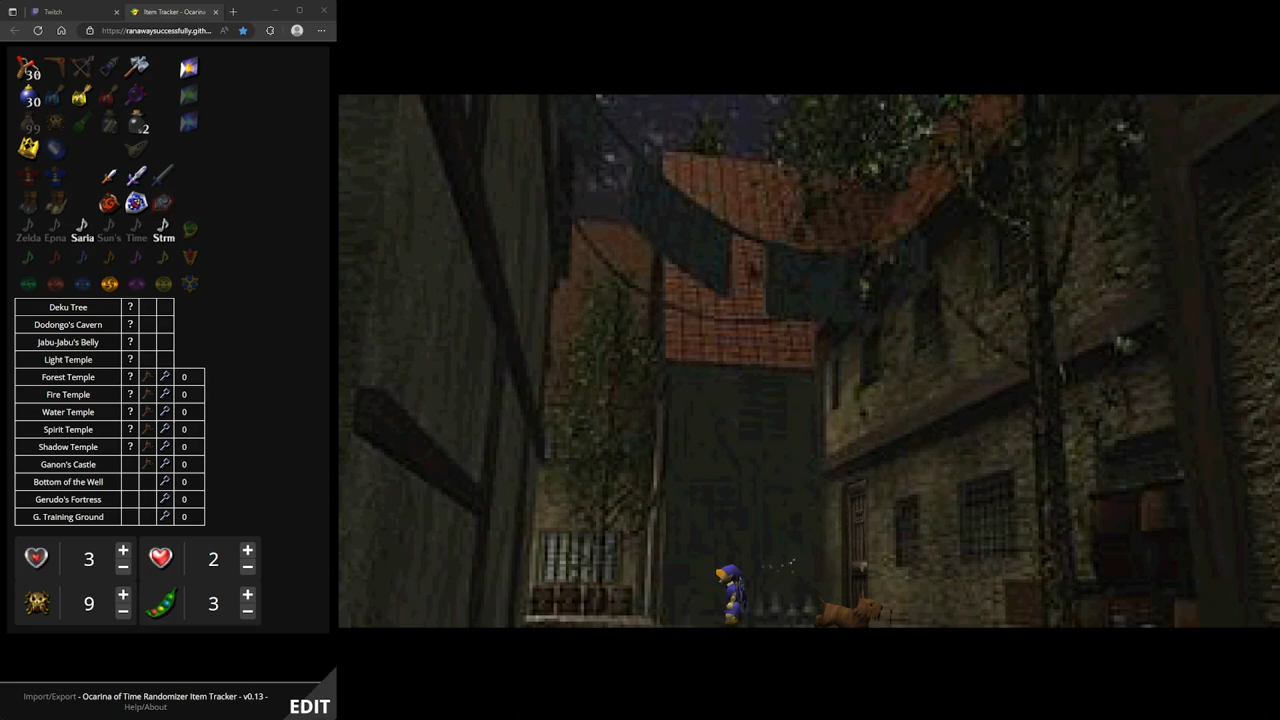 Twitch
Item Tracker - Ocarin
https://ranawaysuccessfully.gith...
30
30
99
2
Zelda Epna Saria Sun's Time Strm
Deku Tree ?
Dodongo's Cavern ?
Jabu-Jabu's Belly ?
Light Temple ?
Forest Temple ? 0
Fire Temple ? 0
Water Temple ? 0
Spirit Temple ? 0
Shadow Temple ? 0
Ganon's Castle 0
Bottom of the Well 0
Gerudo's Fortress 0
G. Training Ground 0
3 + − 2 + −
9 + − 3 + −
Import/Export - Ocarina of Time Randomizer Item Tracker - v0.13 -
Help/About
EDIT